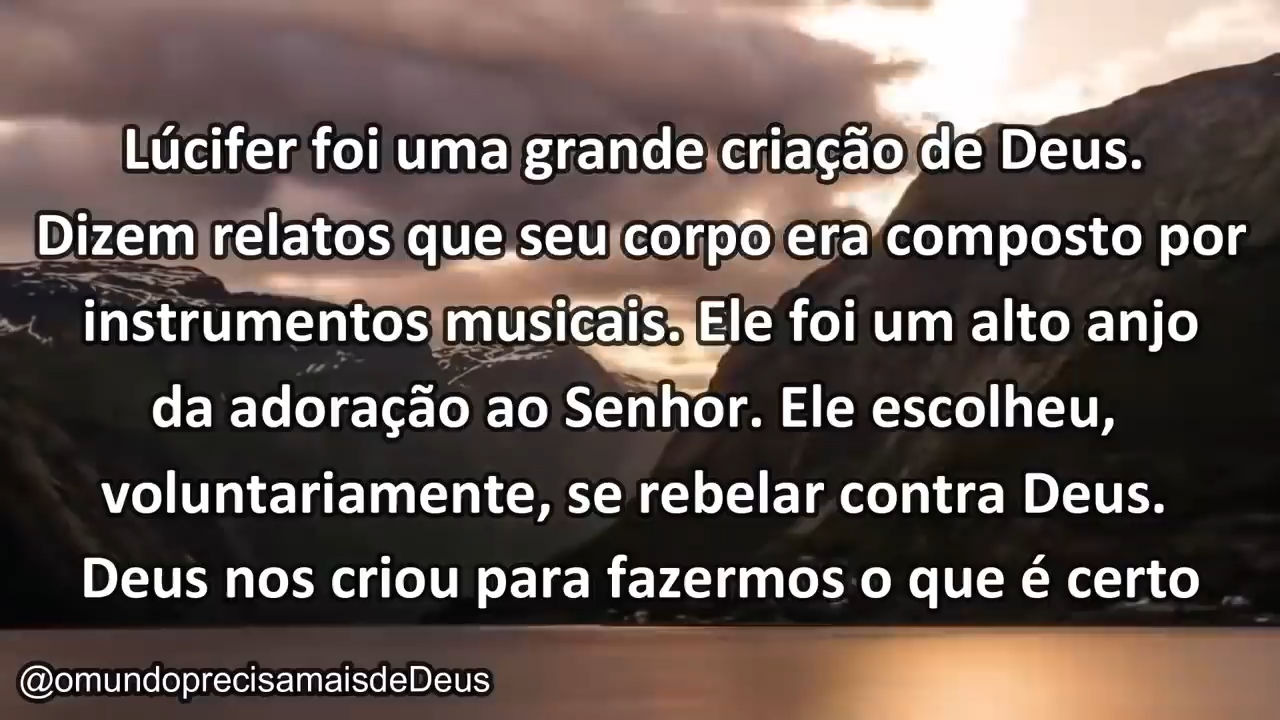 Lúcifer foi uma grande criação de Deus.
Dizem relatos que seu corpo era composto por
instrumentos musicais. Ele foi um alto anjo
da adoração ao Senhor. Ele escolheu,
voluntariamente, se rebelar contra Deus.
Deus nos criou para fazermos o que é certo
@omundoprecisamaisdeDeus